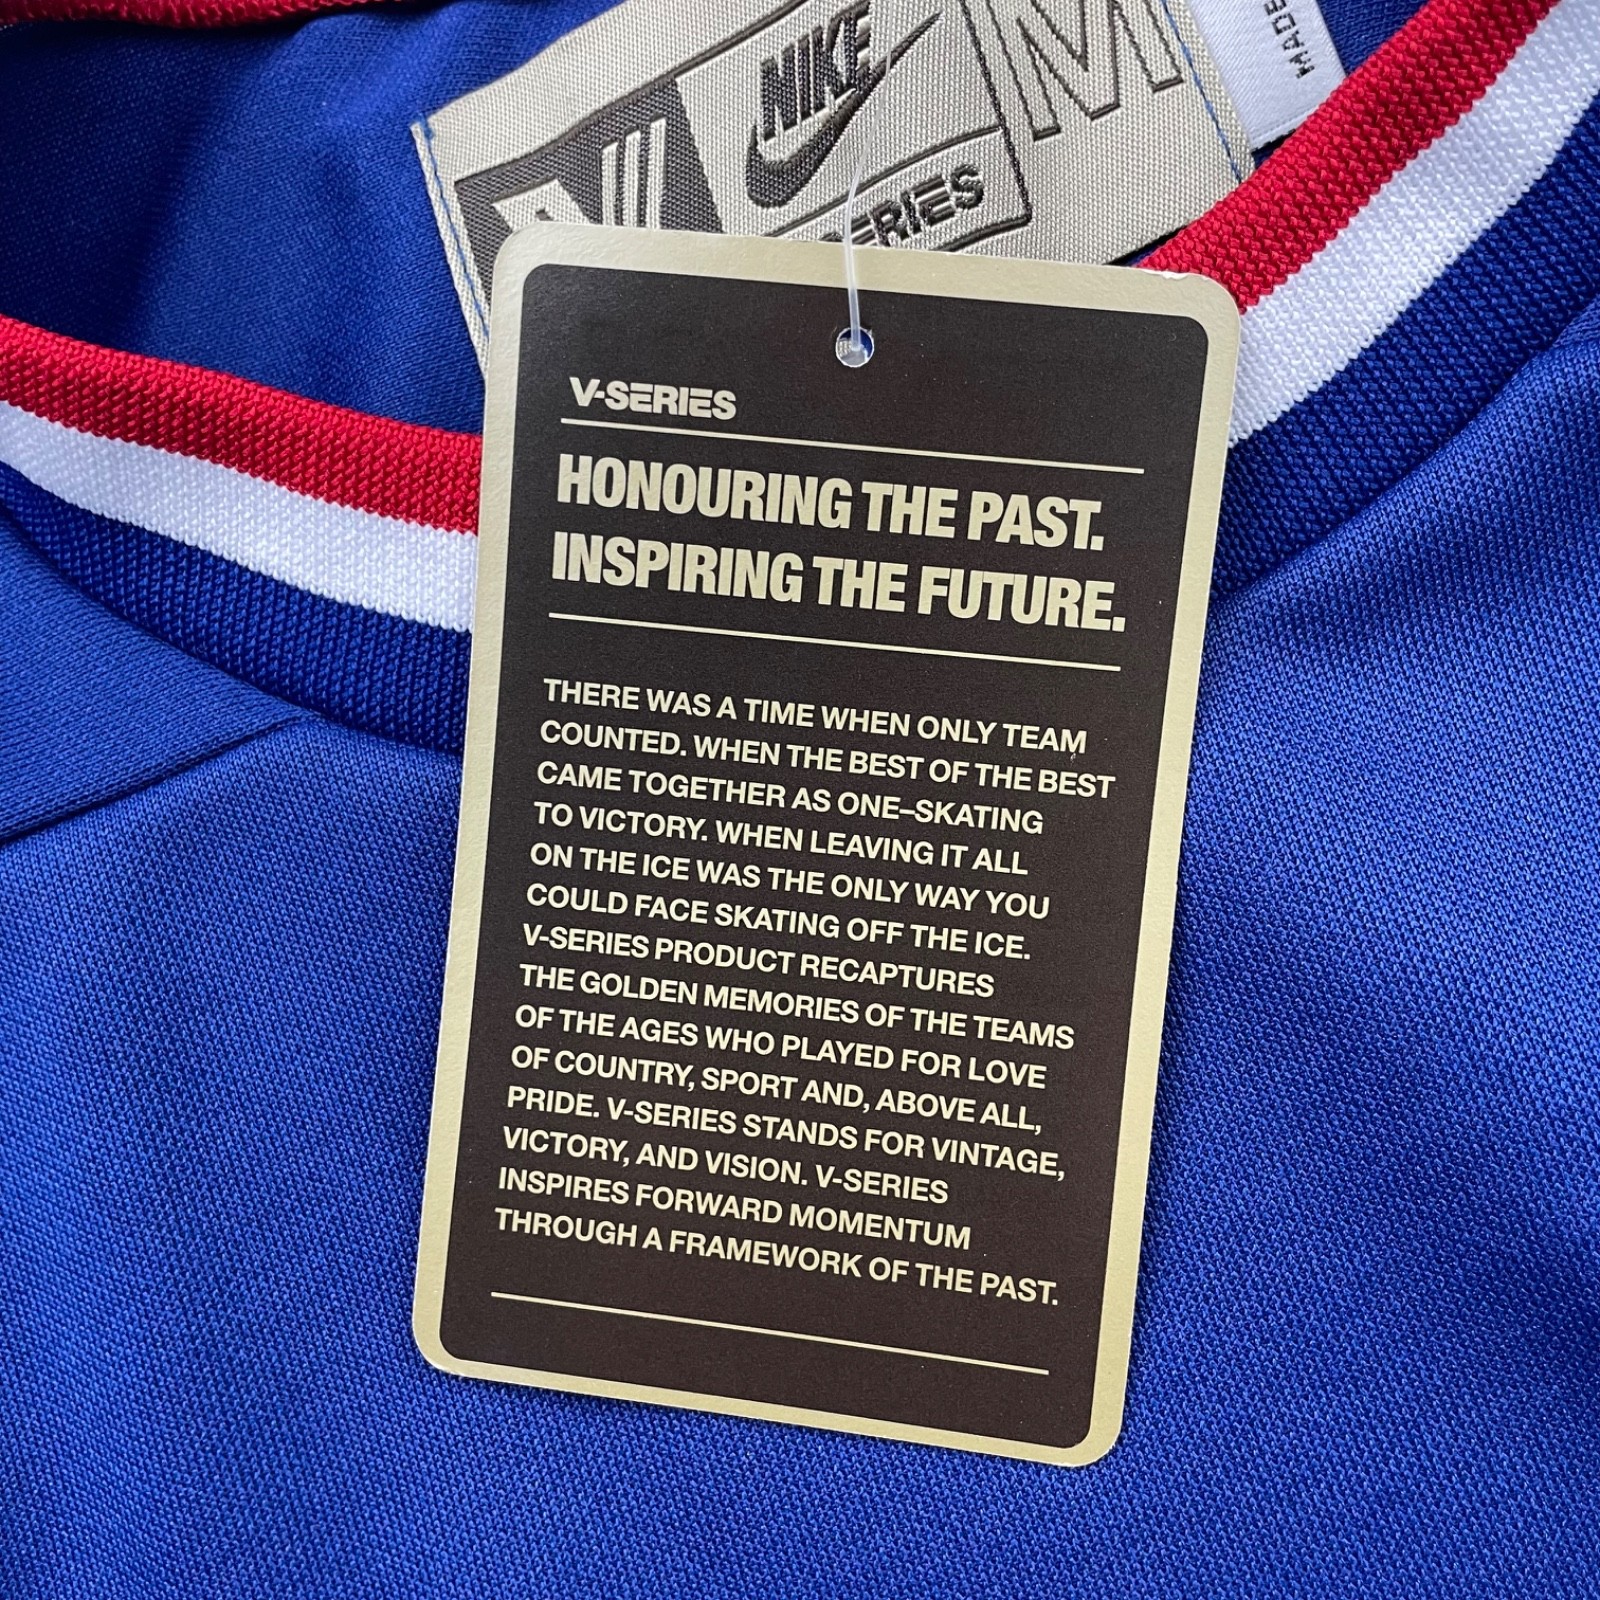 NIKE
M
MADE
V-SERIES
HONOURING THE PAST.
INSPIRING THE FUTURE.
THERE WAS A TIME WHEN ONLY TEAM
COUNTED. WHEN THE BEST OF THE BEST
CAME TOGETHER AS ONE–SKATING
TO VICTORY. WHEN LEAVING IT ALL
ON THE ICE WAS THE ONLY WAY YOU
COULD FACE SKATING OFF THE ICE.
V-SERIES PRODUCT RECAPTURES
THE GOLDEN MEMORIES OF THE TEAMS
OF THE AGES WHO PLAYED FOR LOVE
OF COUNTRY, SPORT AND, ABOVE ALL,
PRIDE. V-SERIES STANDS FOR VINTAGE,
VICTORY, AND VISION. V-SERIES
INSPIRES FORWARD MOMENTUM
THROUGH A FRAMEWORK OF THE PAST.